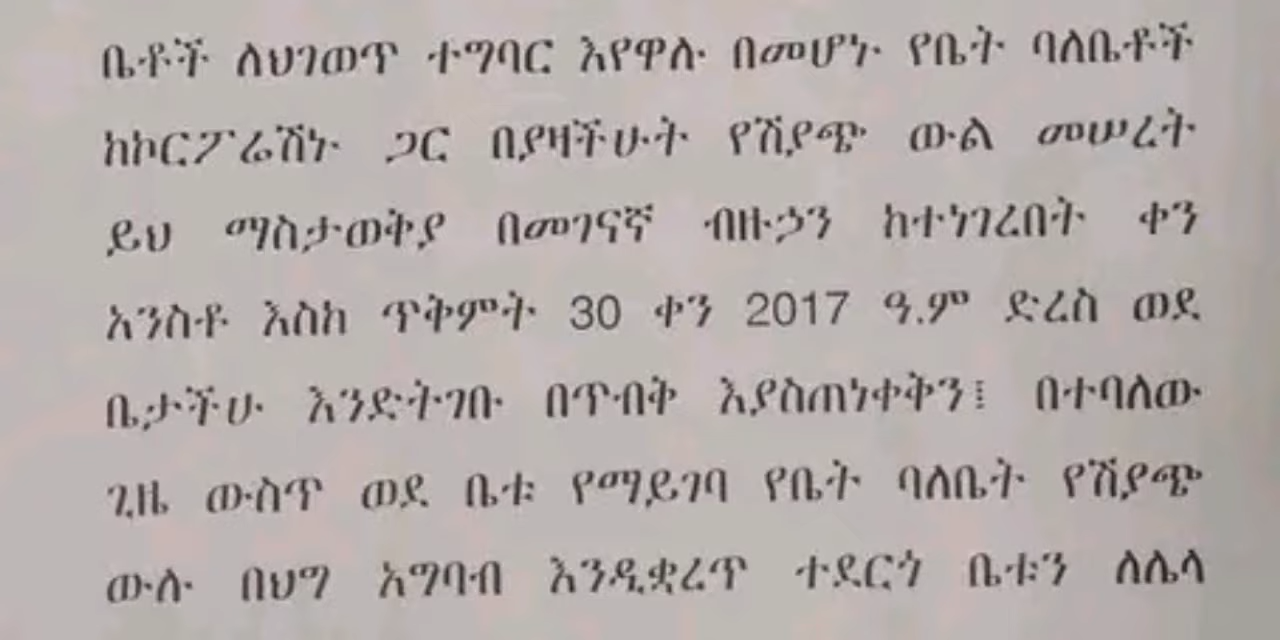 ቤቶች ለህገወጥ ተግባር እየዋሉ በመሆኑ የቤት ባለቤቶች
ከኮርፖሬሽኑ ጋር በያዛችሁት የሽያጭ ውል መሠረት
ይህ ማስታወቅያ በመገናኛ ብዙኃን ከተነገረበት ቀን
አንስቶ እስከ ጥቅምት 30 ቀን 2017 ዓ.ም ድረስ ወደ
ቤታችሁ እንድትገቡ በጥብቅ እያስጠነቀቅን፤ በተባለው
ጊዜ ውስጥ ወደ ቤቱ የማይገባ የቤት ባለቤት የሽያጭ
ውሉ በህግ አግባብ እንዲቋረጥ ተደርጎ ቤቱን ለሌላ